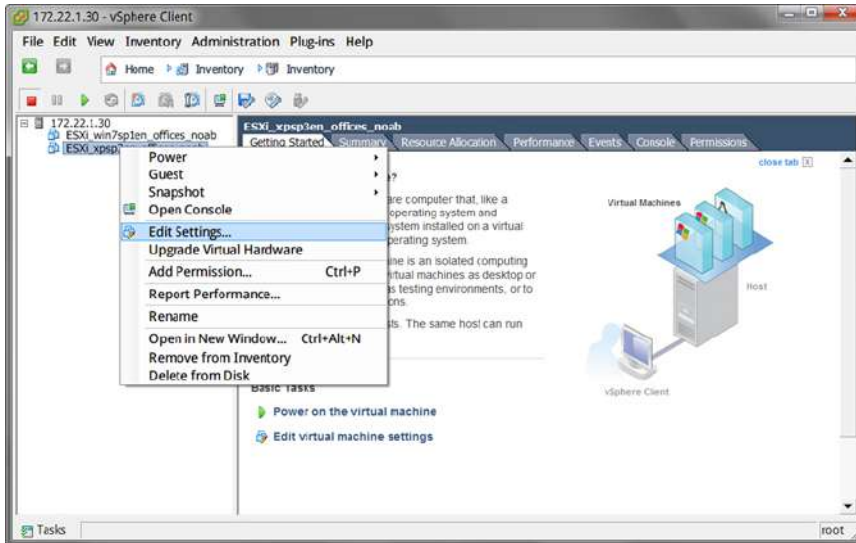 172.22.1.30 - vSphere Client
File Edit View Inventory Administration Plug-ins Help
Home Inventory Inventory
172.22.1.30
ESXi_win7sp1en_offices_noab
ESXi_xpsp3en_offices_noab
Getting Started Summary Resource Allocation Performance Events Console Permissions
close tab
Power
Guest
Snapshot
Open Console
Edit Settings...
Upgrade Virtual Hardware
Add Permission... Ctrl+P
Report Performance...
Rename
Open in New Window... Ctrl+Alt+N
Remove from Inventory
Delete from Disk
are computer that, like a
operating system and
system installed on a virtual
perating system.
ine is an isolated computing
irtual machines as desktop or
as testing environments, or to
ons.
sts. The same host can run
Virtual Machines
Host
vSphere Client
Basic Tasks
Power on the virtual machine
Edit virtual machine settings
Tasks
root